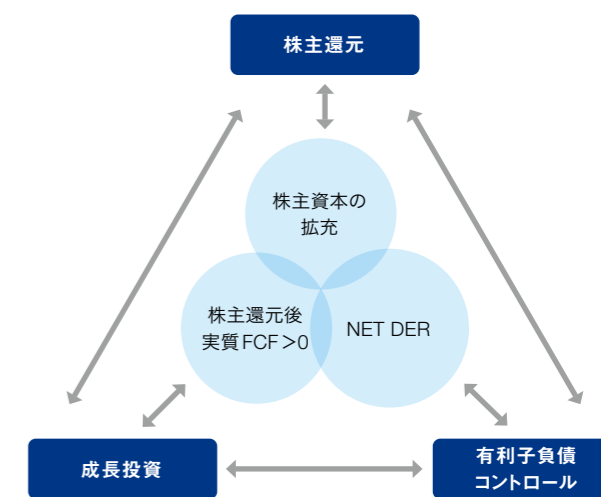 株主還元
株主資本の
拡充
株主還元後
実質FCF>0
NET DER
成長投資
有利子負債
コントロール